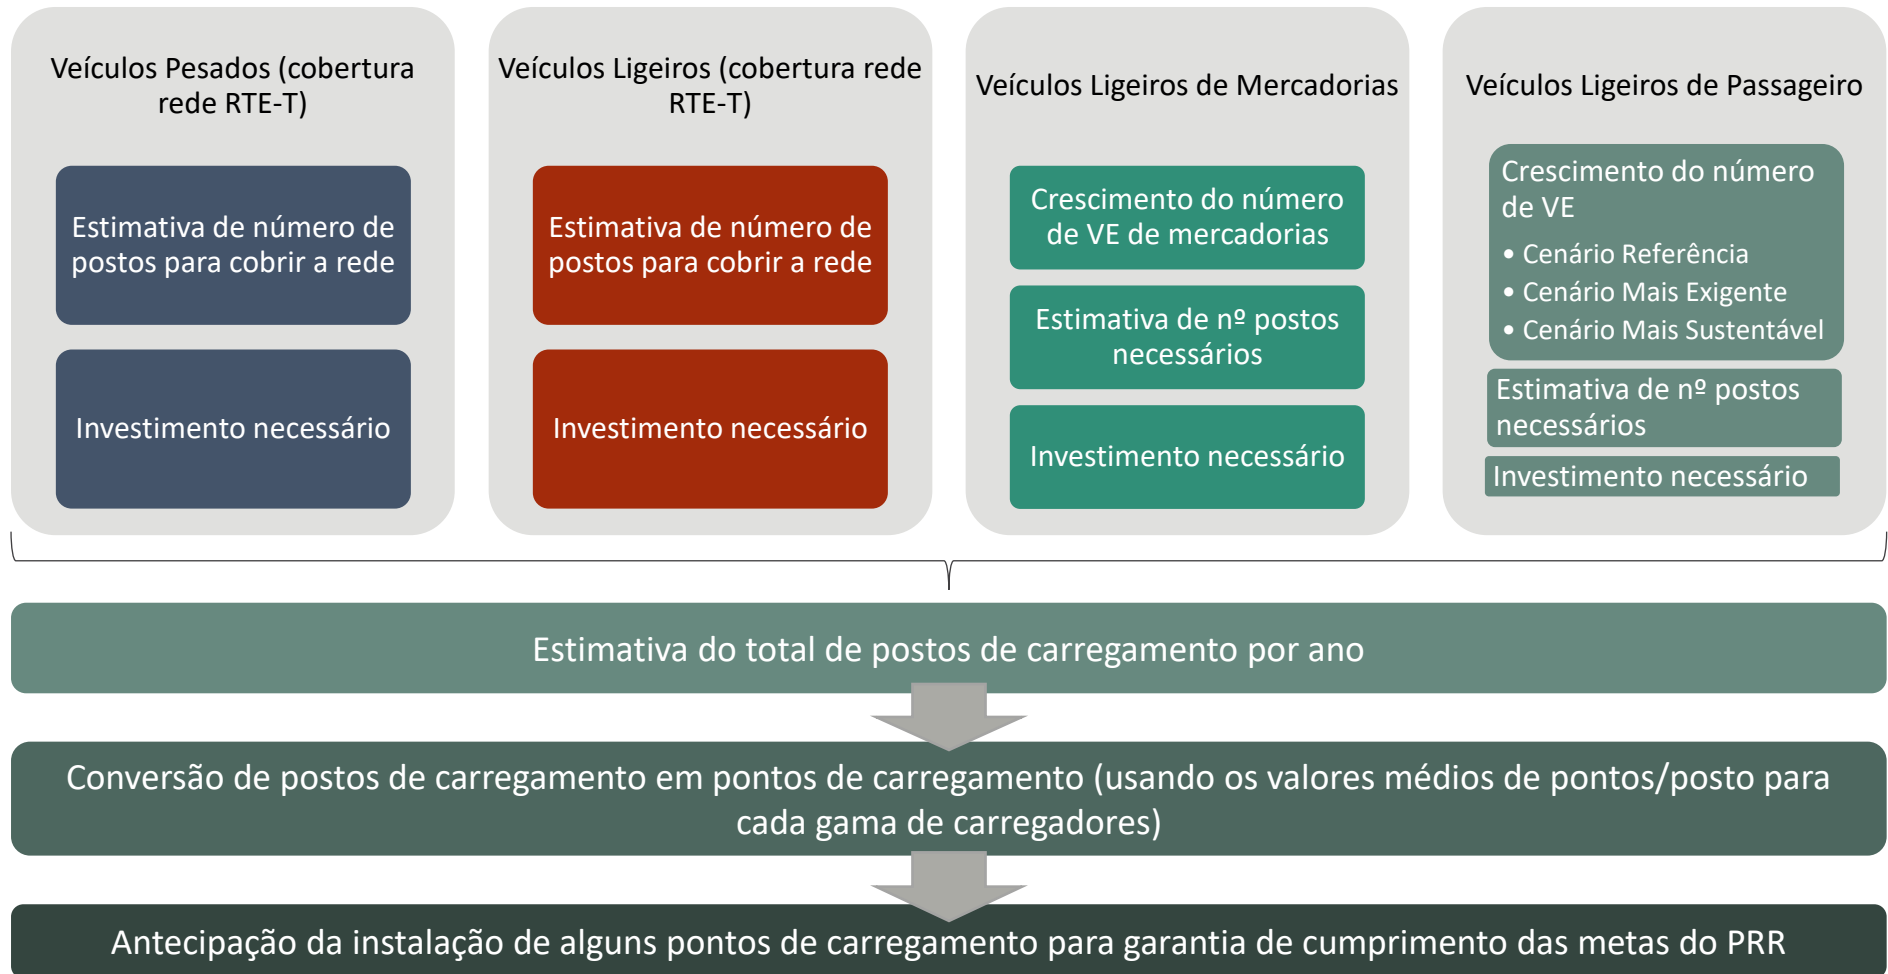 Veículos Pesados (cobertura
rede RTE-T)
Estimativa de número de
postos para cobrir a rede
Investimento necessário
Veículos Ligeiros (cobertura rede
RTE-T)
Estimativa de número de
postos para cobrir a rede
Investimento necessário
Veículos Ligeiros de Mercadorias
Crescimento do número
de VE de mercadorias
Estimativa de nº postos
necessários
Investimento necessário
Veículos Ligeiros de Passageiro
Crescimento do número
de VE
• Cenário Referência
• Cenário Mais Exigente
• Cenário Mais Sustentável
Estimativa de nº postos
necessários
Investimento necessário
Estimativa do total de postos de carregamento por ano
Conversão de postos de carregamento em pontos de carregamento (usando os valores médios de pontos/posto para
cada gama de carregadores)
Antecipação da instalação de alguns pontos de carregamento para garantia de cumprimento das metas do PRR